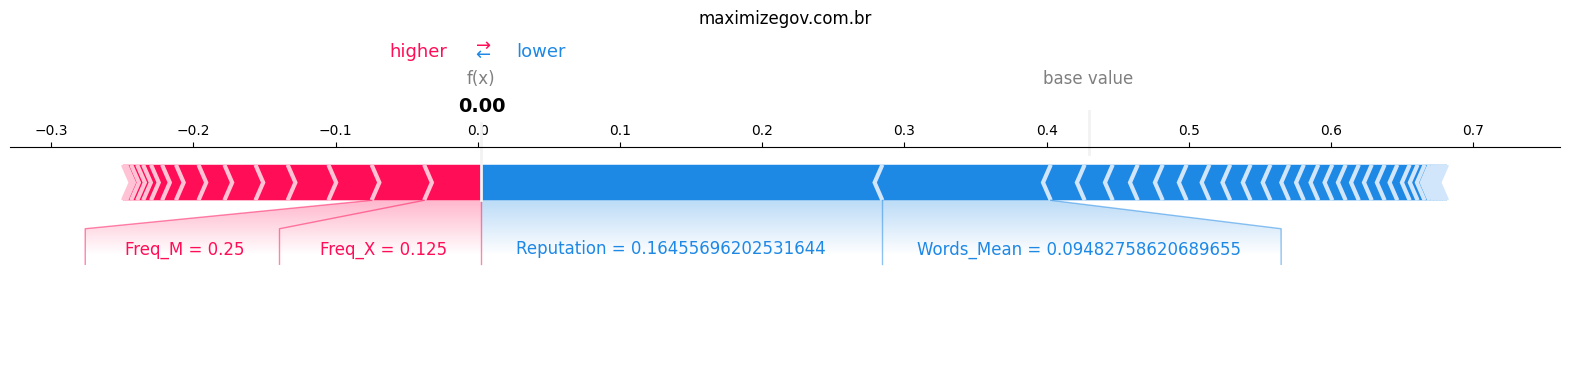 maximizegov.com.br
higher ⇄ lower
f(x) base value
0.00
−0.3 −0.2 −0.1 0.0 0.1 0.2 0.3 0.4 0.5 0.6 0.7
Freq_M = 0.25 Freq_X = 0.125 Reputation = 0.16455696202531644 Words_Mean = 0.09482758620689655